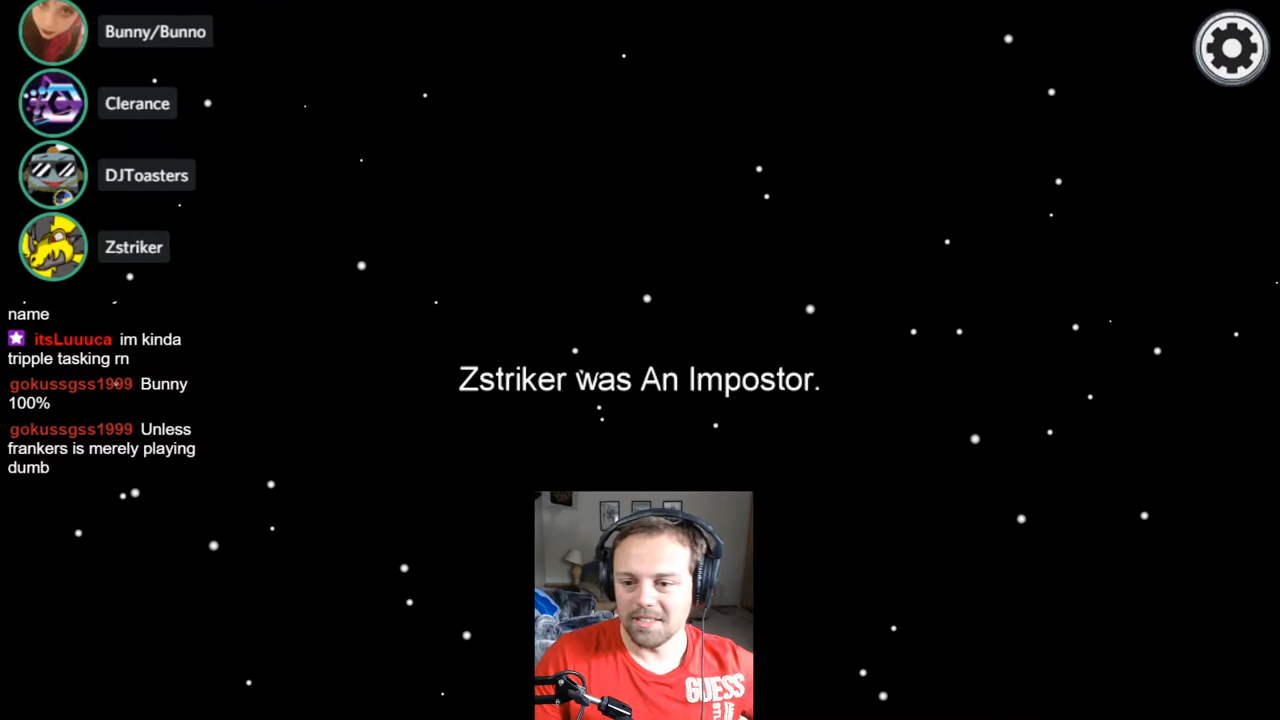 Bunny/Bunno
Clerance
DJToasters
Zstriker
name
itsLuuuca im kinda
tripple tasking rn
gokussgss1999 Bunny
100%
gokussgss1999 Unless
frankers is merely playing
dumb
Zstriker was An Impostor.
GUESS